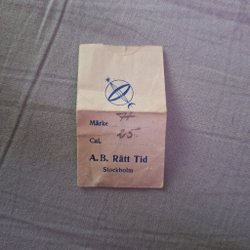 Märke
Cal. 25
A.B. Rätt Tid
Stockholm